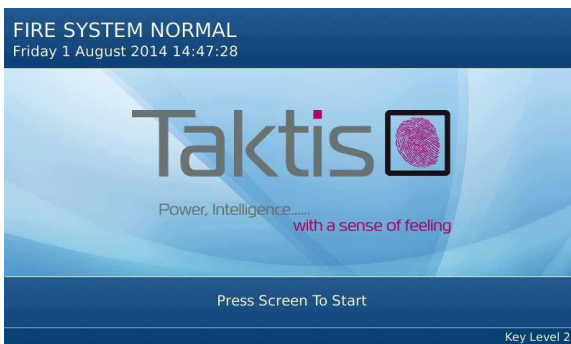 FIRE SYSTEM NORMAL
Friday 1 August 2014 14:47:28
Taktis
Power, Intelligence......
with a sense of feeling
Press Screen To Start
Key Level 2